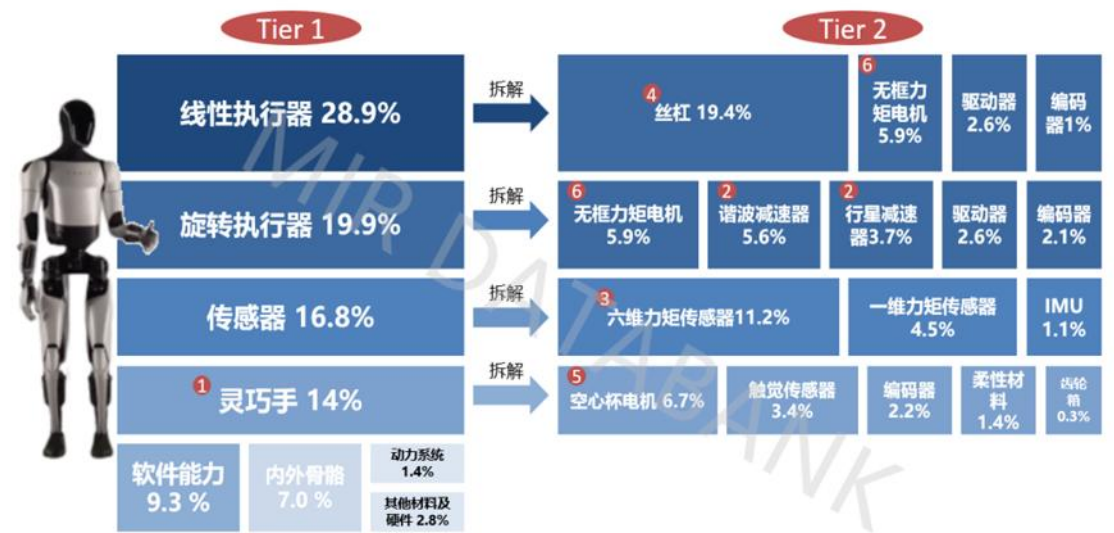 Tier 1
Tier 2
线性执行器 28.9%
拆解
4
丝杠 19.4%
6
无框力
矩电机
5.9%
驱动器
2.6%
编码
器1%
旋转执行器 19.9%
拆解
6
无框力矩电机
5.9%
2
谐波减速器
5.6%
2
行星减速
器3.7%
驱动器
2.6%
编码器
2.1%
传感器 16.8%
拆解
3
六维力矩传感器11.2%
一维力矩传感器
4.5%
IMU
1.1%
1
灵巧手 14%
拆解
5
空心杯电机 6.7%
触觉传感器
3.4%
编码器
2.2%
柔性材
料
1.4%
齿轮
箱
0.3%
软件能力
9.3 %
内外骨骼
7.0 %
动力系统
1.4%
其他材料及
硬件 2.8%
MIR DATABANK